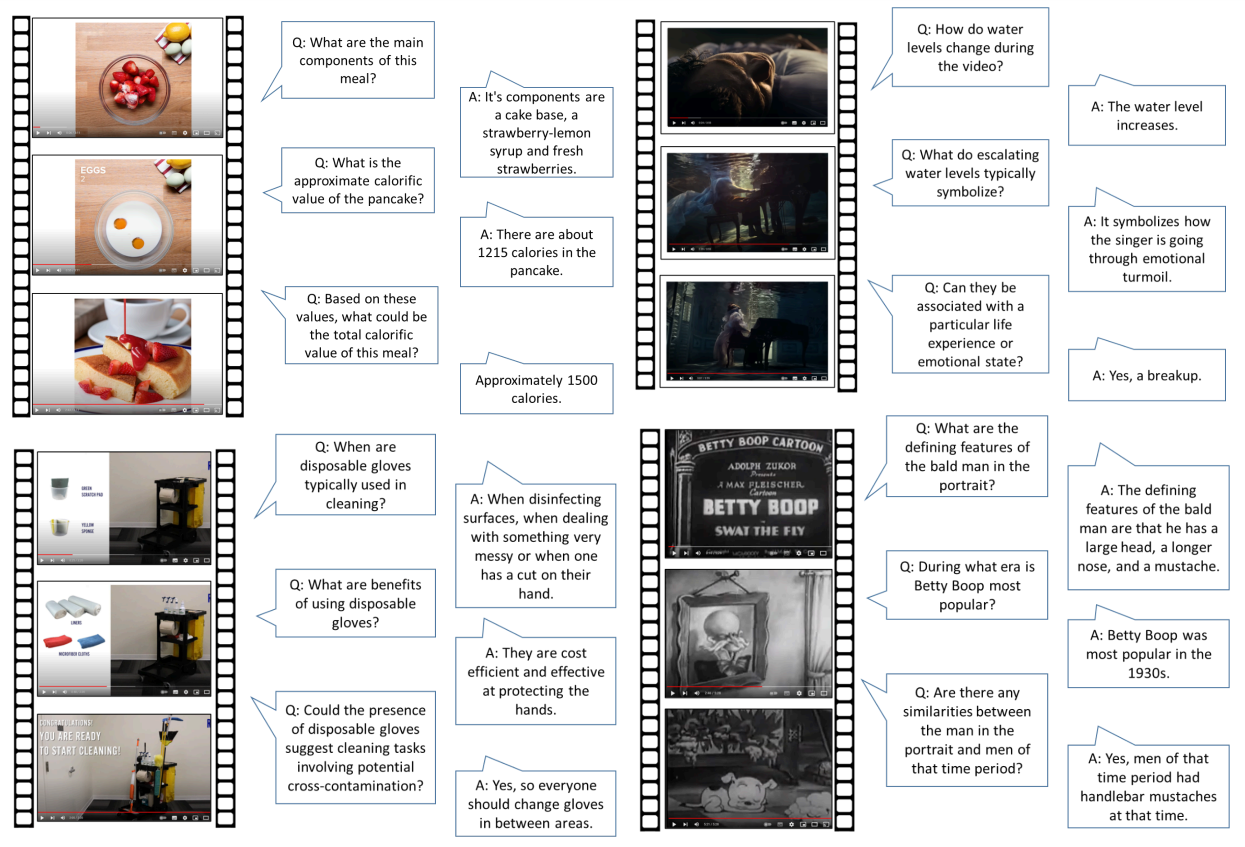 Q: What are the main
components of this
meal?
A: It's components are
a cake base, a
strawberry-lemon
syrup and fresh
strawberries.
EGGS
2
Q: What is the
approximate calorific
value of the pancake?
A: There are about
1215 calories in the
pancake.
Q: Based on these
values, what could be
the total calorific
value of this meal?
Approximately 1500
calories.
Q: How do water
levels change during
the video?
A: The water level
increases.
Q: What do escalating
water levels typically
symbolize?
A: It symbolizes how
the singer is going
through emotional
turmoil.
Q: Can they be
associated with a
particular life
experience or
emotional state?
A: Yes, a breakup.
GREEN
SCRATCH PAD
YELLOW
SPONGE
Q: When are
disposable gloves
typically used in
cleaning?
A: When disinfecting
surfaces, when dealing
with something very
messy or when one
has a cut on their
hand.
LINERS
MICROFIBER CLOTHS
Q: What are benefits
of using disposable
gloves?
A: They are cost
efficient and effective
at protecting the
hands.
CONGRATULATIONS!
YOU ARE READY
TO START CLEANING!
Q: Could the presence
of disposable gloves
suggest cleaning tasks
involving potential
cross-contamination?
A: Yes, so everyone
should change gloves
in between areas.
BETTY BOOP CARTOON
ADOLPH ZUKOR
Presents
A MAX FLEISCHER
Cartoon
BETTY BOOP
IN
SWAT THE FLY
Q: What are the
defining features of
the bald man in the
portrait?
A: The defining
features of the bald
man are that he has a
large head, a longer
nose, and a mustache.
Q: During what era is
Betty Boop most
popular?
A: Betty Boop was
most popular in the
1930s.
Q: Are there any
similarities between
the man in the
portrait and men of
that time period?
A: Yes, men of that
time period had
handlebar mustaches
at that time.